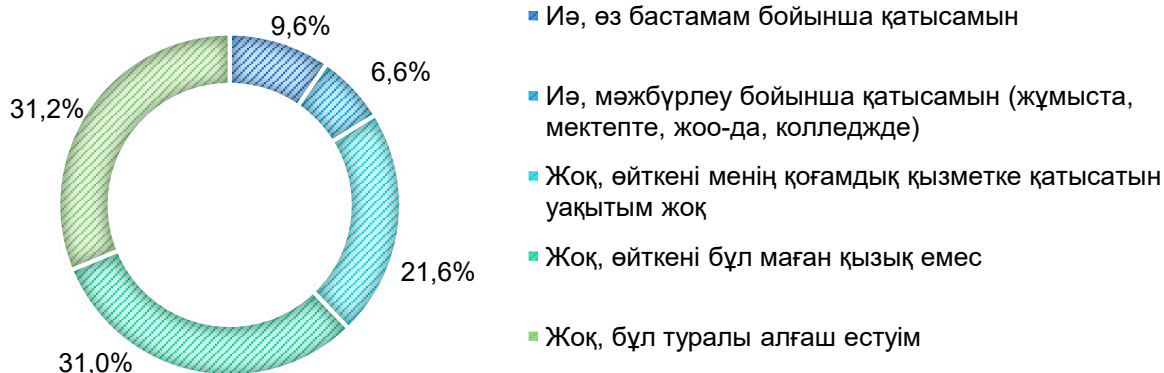 9,6%
6,6%
21,6%
31,0%
31,2%
Иә, өз бастамам бойынша қатысамын
Иә, мәжбүрлеу бойынша қатысамын (жұмыста,
мектепте, жоо-да, колледжде)
Жоқ, өйткені менің қоғамдық қызметке қатысатын
уақытым жоқ
Жоқ, өйткені бұл маған қызық емес
Жоқ, бұл туралы алғаш естуім